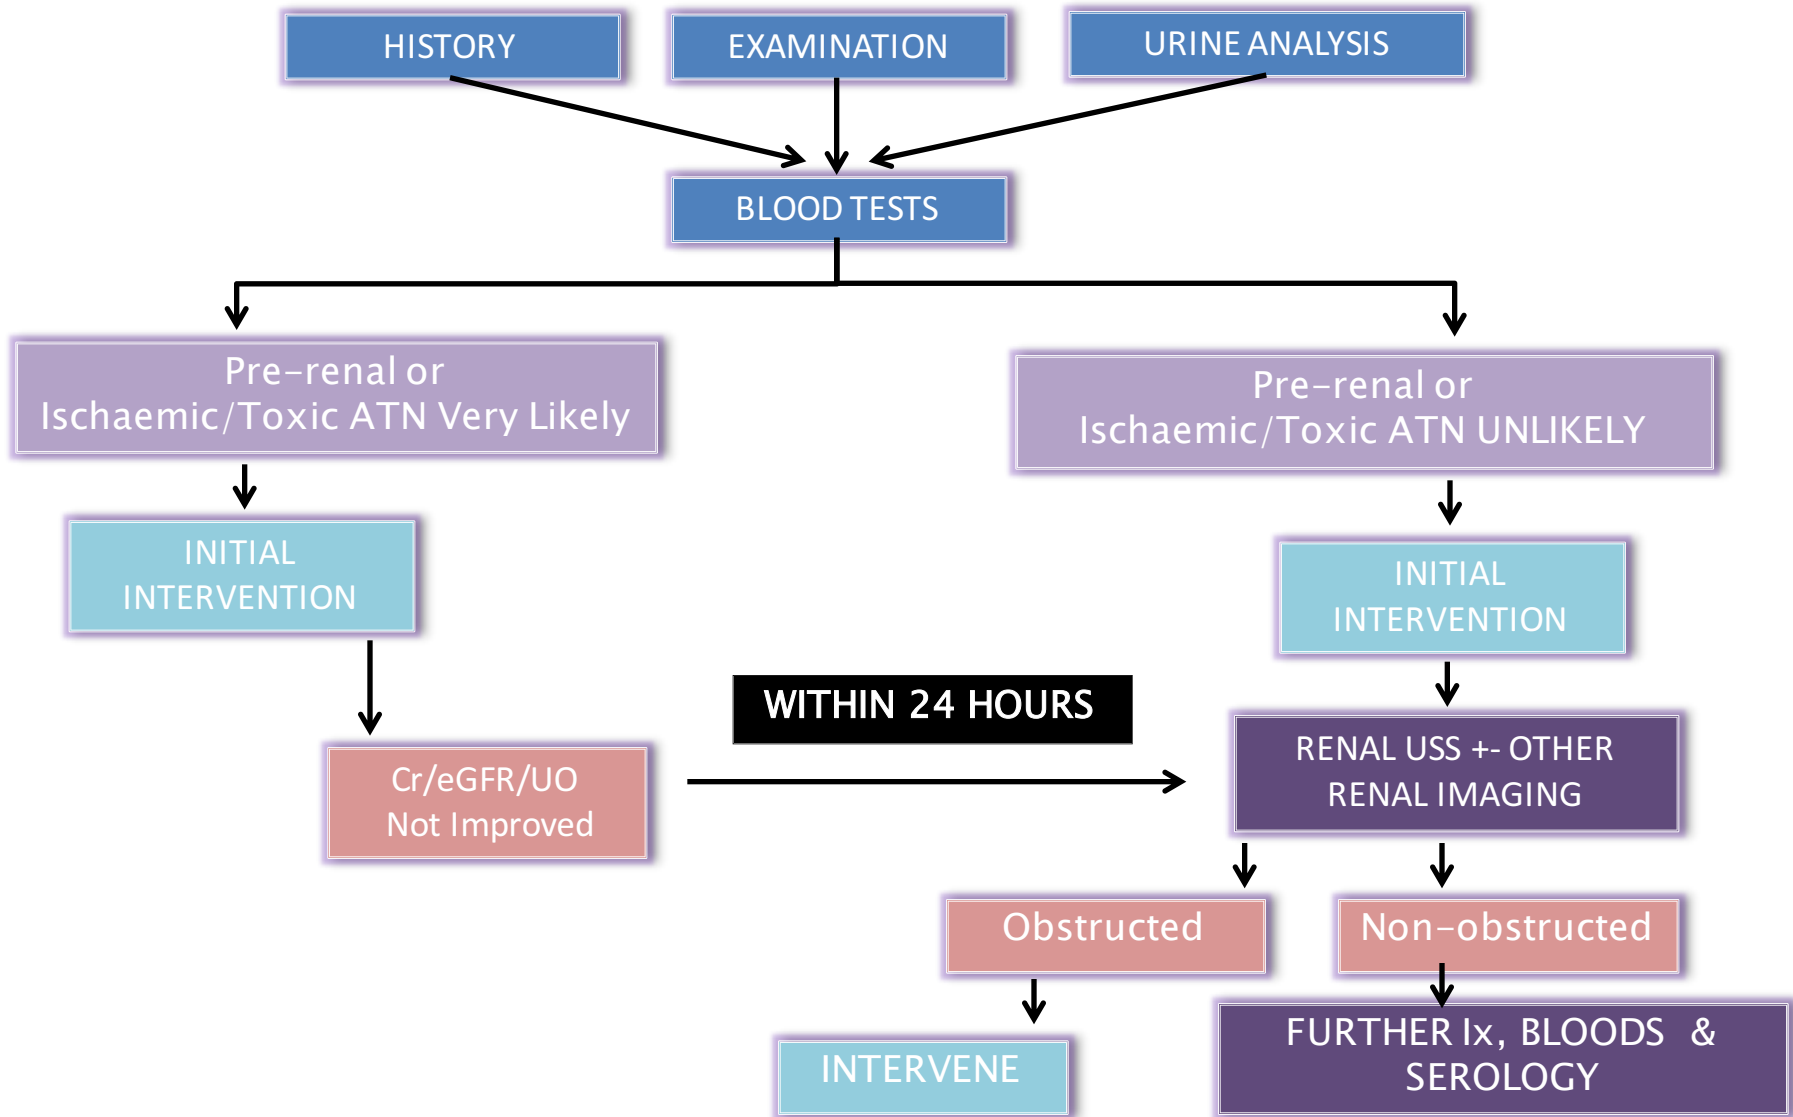 HISTORY
EXAMINATION
URINE ANALYSIS
BLOOD TESTS
Pre-renal or
Ischaemic/Toxic ATN Very Likely
Pre-renal or
Ischaemic/Toxic ATN UNLIKELY
INITIAL
INTERVENTION
INITIAL
INTERVENTION
WITHIN 24 HOURS
Cr/eGFR/UO
Not Improved
RENAL USS +- OTHER
RENAL IMAGING
Obstructed
Non-obstructed
INTERVENE
FURTHER Ix, BLOODS &
SEROLOGY